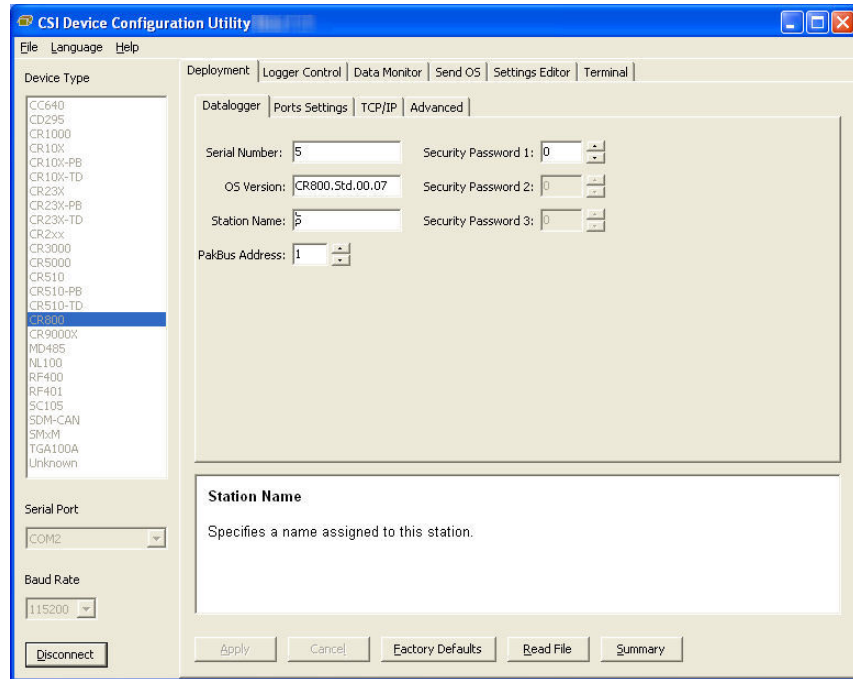 CSI Device Configuration Utility
File Language Help
Device Type
CC640
CD295
CR1000
CR10X
CR10X-PB
CR10X-TD
CR23X
CR23X-PB
CR23X-TD
CR2xx
CR3000
CR5000
CR510
CR510-PB
CR510-TD
CR800
CR9000X
MD485
NL100
RF400
RF401
SC105
SDM-CAN
SMxM
TGA100A
Unknown
Serial Port
COM2
Baud Rate
115200
Disconnect
Deployment Logger Control Data Monitor Send OS Settings Editor Terminal
Datalogger Ports Settings TCP/IP Advanced
Serial Number: 5 Security Password 1: 0
OS Version: CR800.Std.00.07 Security Password 2: 0
Station Name: Security Password 3: 0
PakBus Address: 1
Station Name
Specifies a name assigned to this station.
Apply Cancel Factory Defaults Read File Summary